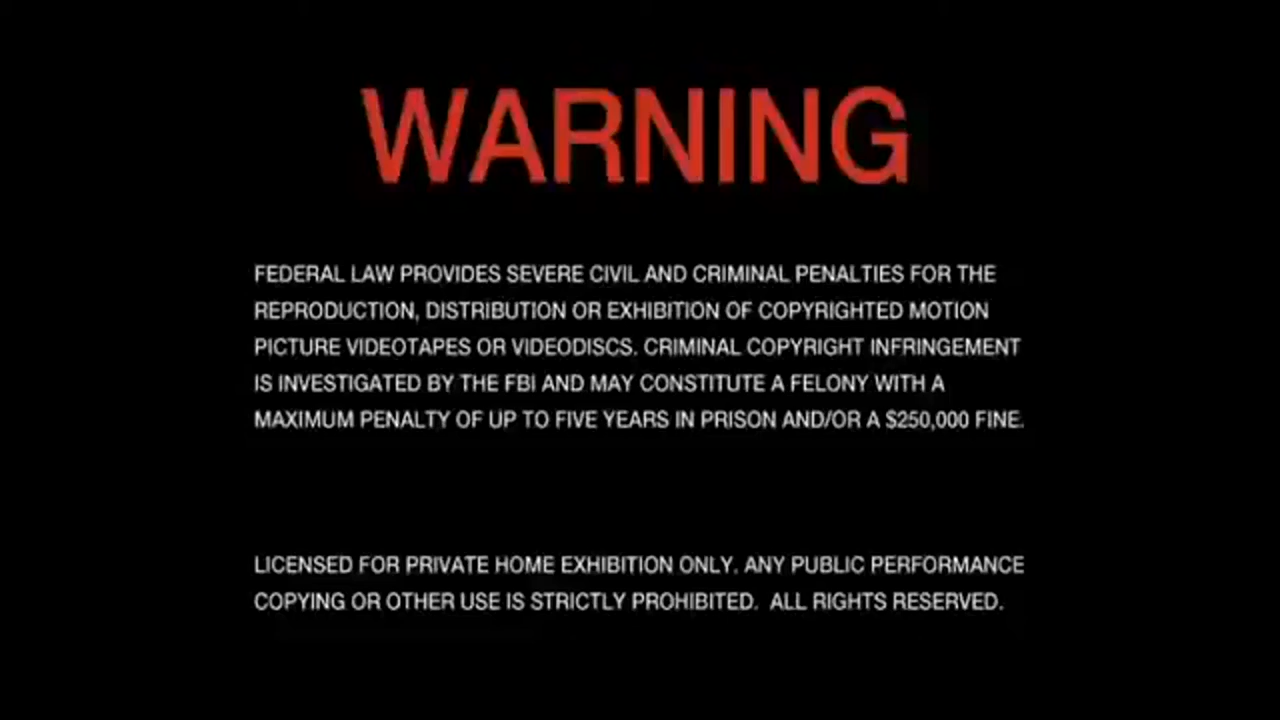 WARNING
FEDERAL LAW PROVIDES SEVERE CIVIL AND CRIMINAL PENALTIES FOR THE
REPRODUCTION, DISTRIBUTION OR EXHIBITION OF COPYRIGHTED MOTION
PICTURE VIDEOTAPES OR VIDEODISCS. CRIMINAL COPYRIGHT INFRINGEMENT
IS INVESTIGATED BY THE FBI AND MAY CONSTITUTE A FELONY WITH A
MAXIMUM PENALTY OF UP TO FIVE YEARS IN PRISON AND/OR A $250,000 FINE.
LICENSED FOR PRIVATE HOME EXHIBITION ONLY. ANY PUBLIC PERFORMANCE
COPYING OR OTHER USE IS STRICTLY PROHIBITED.  ALL RIGHTS RESERVED.